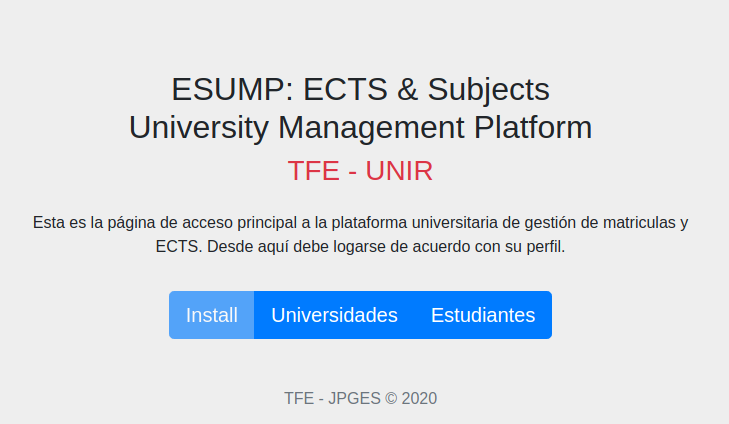 ESUMP: ECTS & Subjects
University Management Platform
TFE - UNIR
Esta es la página de acceso principal a la plataforma universitaria de gestión de matriculas y
ECTS. Desde aquí debe logarse de acuerdo con su perfil.
Install Universidades Estudiantes
TFE - JPGES © 2020